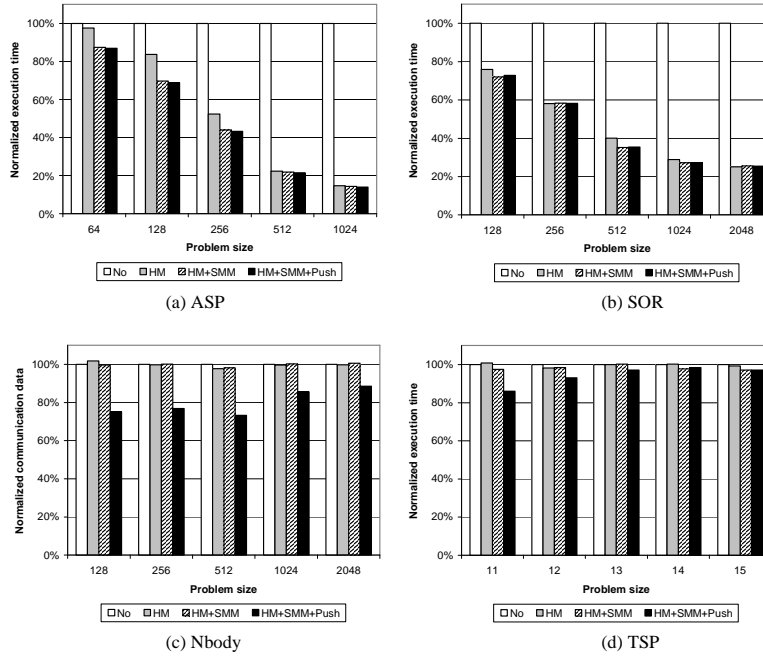 Normalized execution time
100%
80%
60%
40%
20%
0%
64 128 256 512 1024
Problem size
No HM HM+SMM HM+SMM+Push
(a) ASP
Normalized execution time
100%
80%
60%
40%
20%
0%
128 256 512 1024 2048
Problem size
No HM HM+SMM HM+SMM+Push
(b) SOR
Normalized communication data
100%
80%
60%
40%
20%
0%
128 256 512 1024 2048
Problem size
No HM HM+SMM HM+SMM+Push
(c) Nbody
Normalized execution time
100%
80%
60%
40%
20%
0%
11 12 13 14 15
Problem size
No HM HM+SMM HM+SMM+Push
(d) TSP